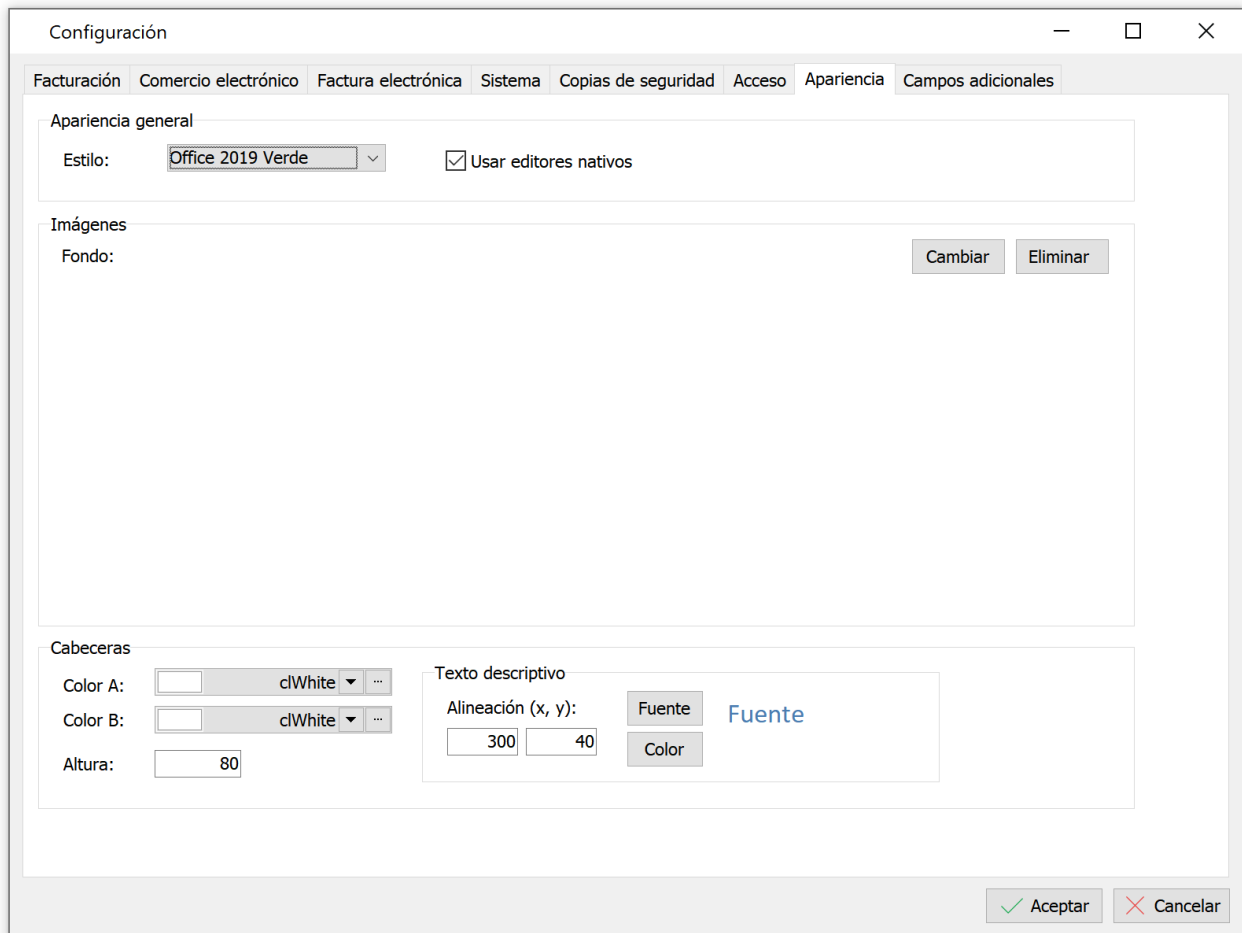 Configuración
Facturación Comercio electrónico Factura electrónica Sistema Copias de seguridad Acceso Apariencia Campos adicionales
Apariencia general
Estilo: Office 2019 Verde Usar editores nativos
Imágenes
Fondo: Cambiar Eliminar
Cabeceras
Color A: clWhite ...
Color B: clWhite ...
Altura: 80
Texto descriptivo
Alineación (x, y): Fuente Fuente
300 40 Color
Aceptar Cancelar